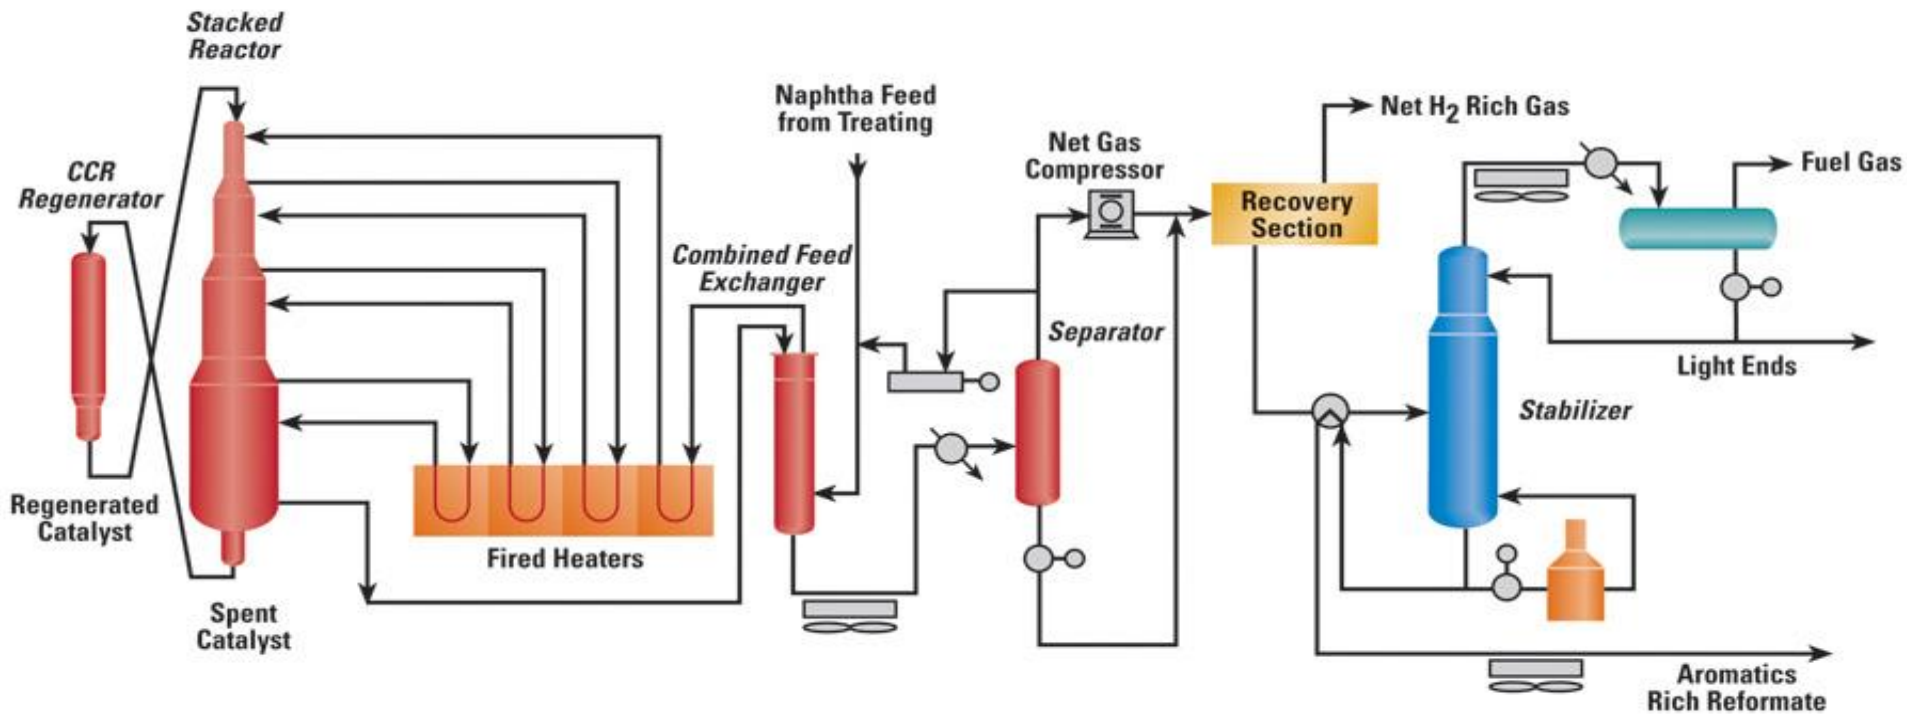 Stacked
Reactor
CCR
Regenerator
Naphtha Feed
from Treating
Net Gas
Compressor
Net H2 Rich Gas
Fuel Gas
Recovery
Section
Combined Feed
Exchanger
Separator
Light Ends
Stabilizer
Regenerated
Catalyst
Fired Heaters
Spent
Catalyst
Aromatics
Rich Reformate